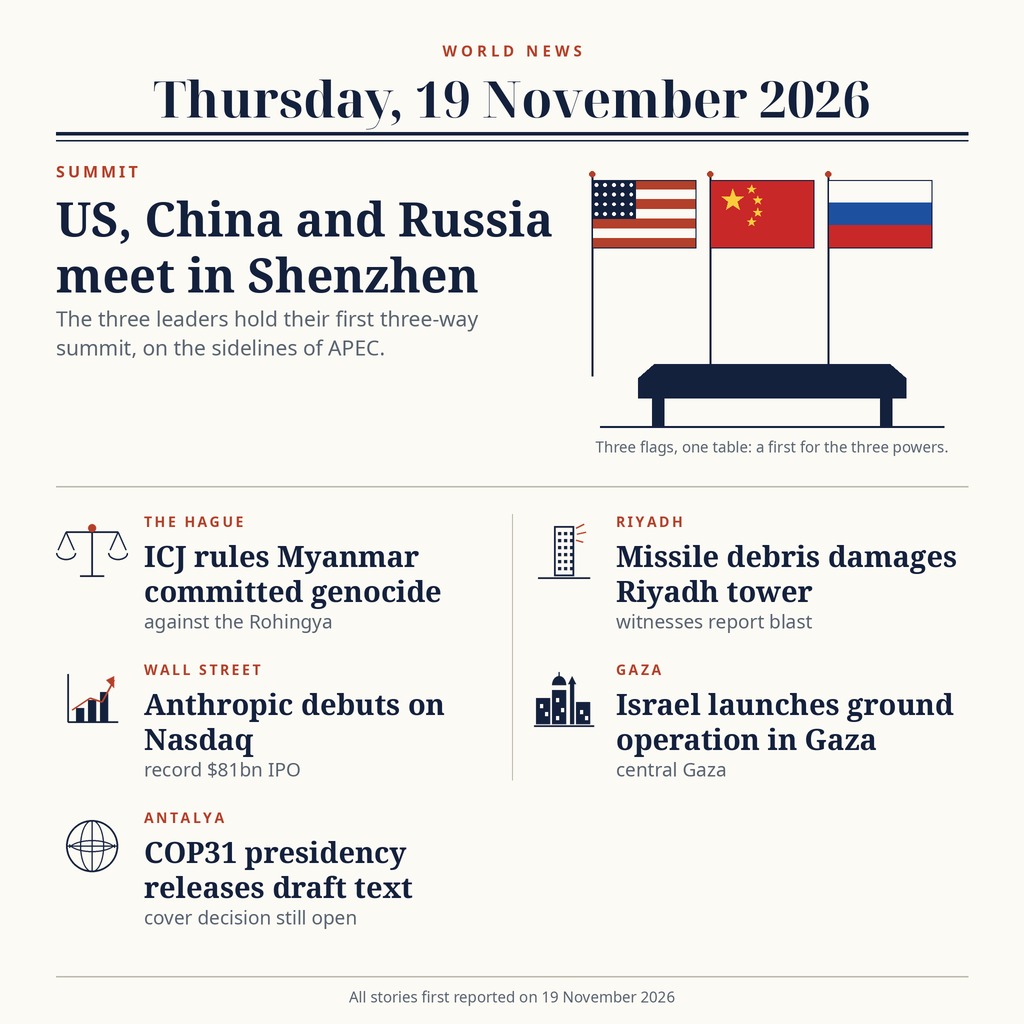 WORLD NEWS
Thursday, 19 November 2026
SUMMIT
US, China and Russia
meet in Shenzhen
The three leaders hold their first three-way
summit, on the sidelines of APEC.
Three flags, one table: a first for the three powers.
THE HAGUE
ICJ rules Myanmar
committed genocide
against the Rohingya
WALL STREET
Anthropic debuts on
Nasdaq
record $81bn IPO
ANTALYA
COP31 presidency
releases draft text
cover decision still open
RIYADH
Missile debris damages
Riyadh tower
witnesses report blast
GAZA
Israel launches ground
operation in Gaza
central Gaza
All stories first reported on 19 November 2026